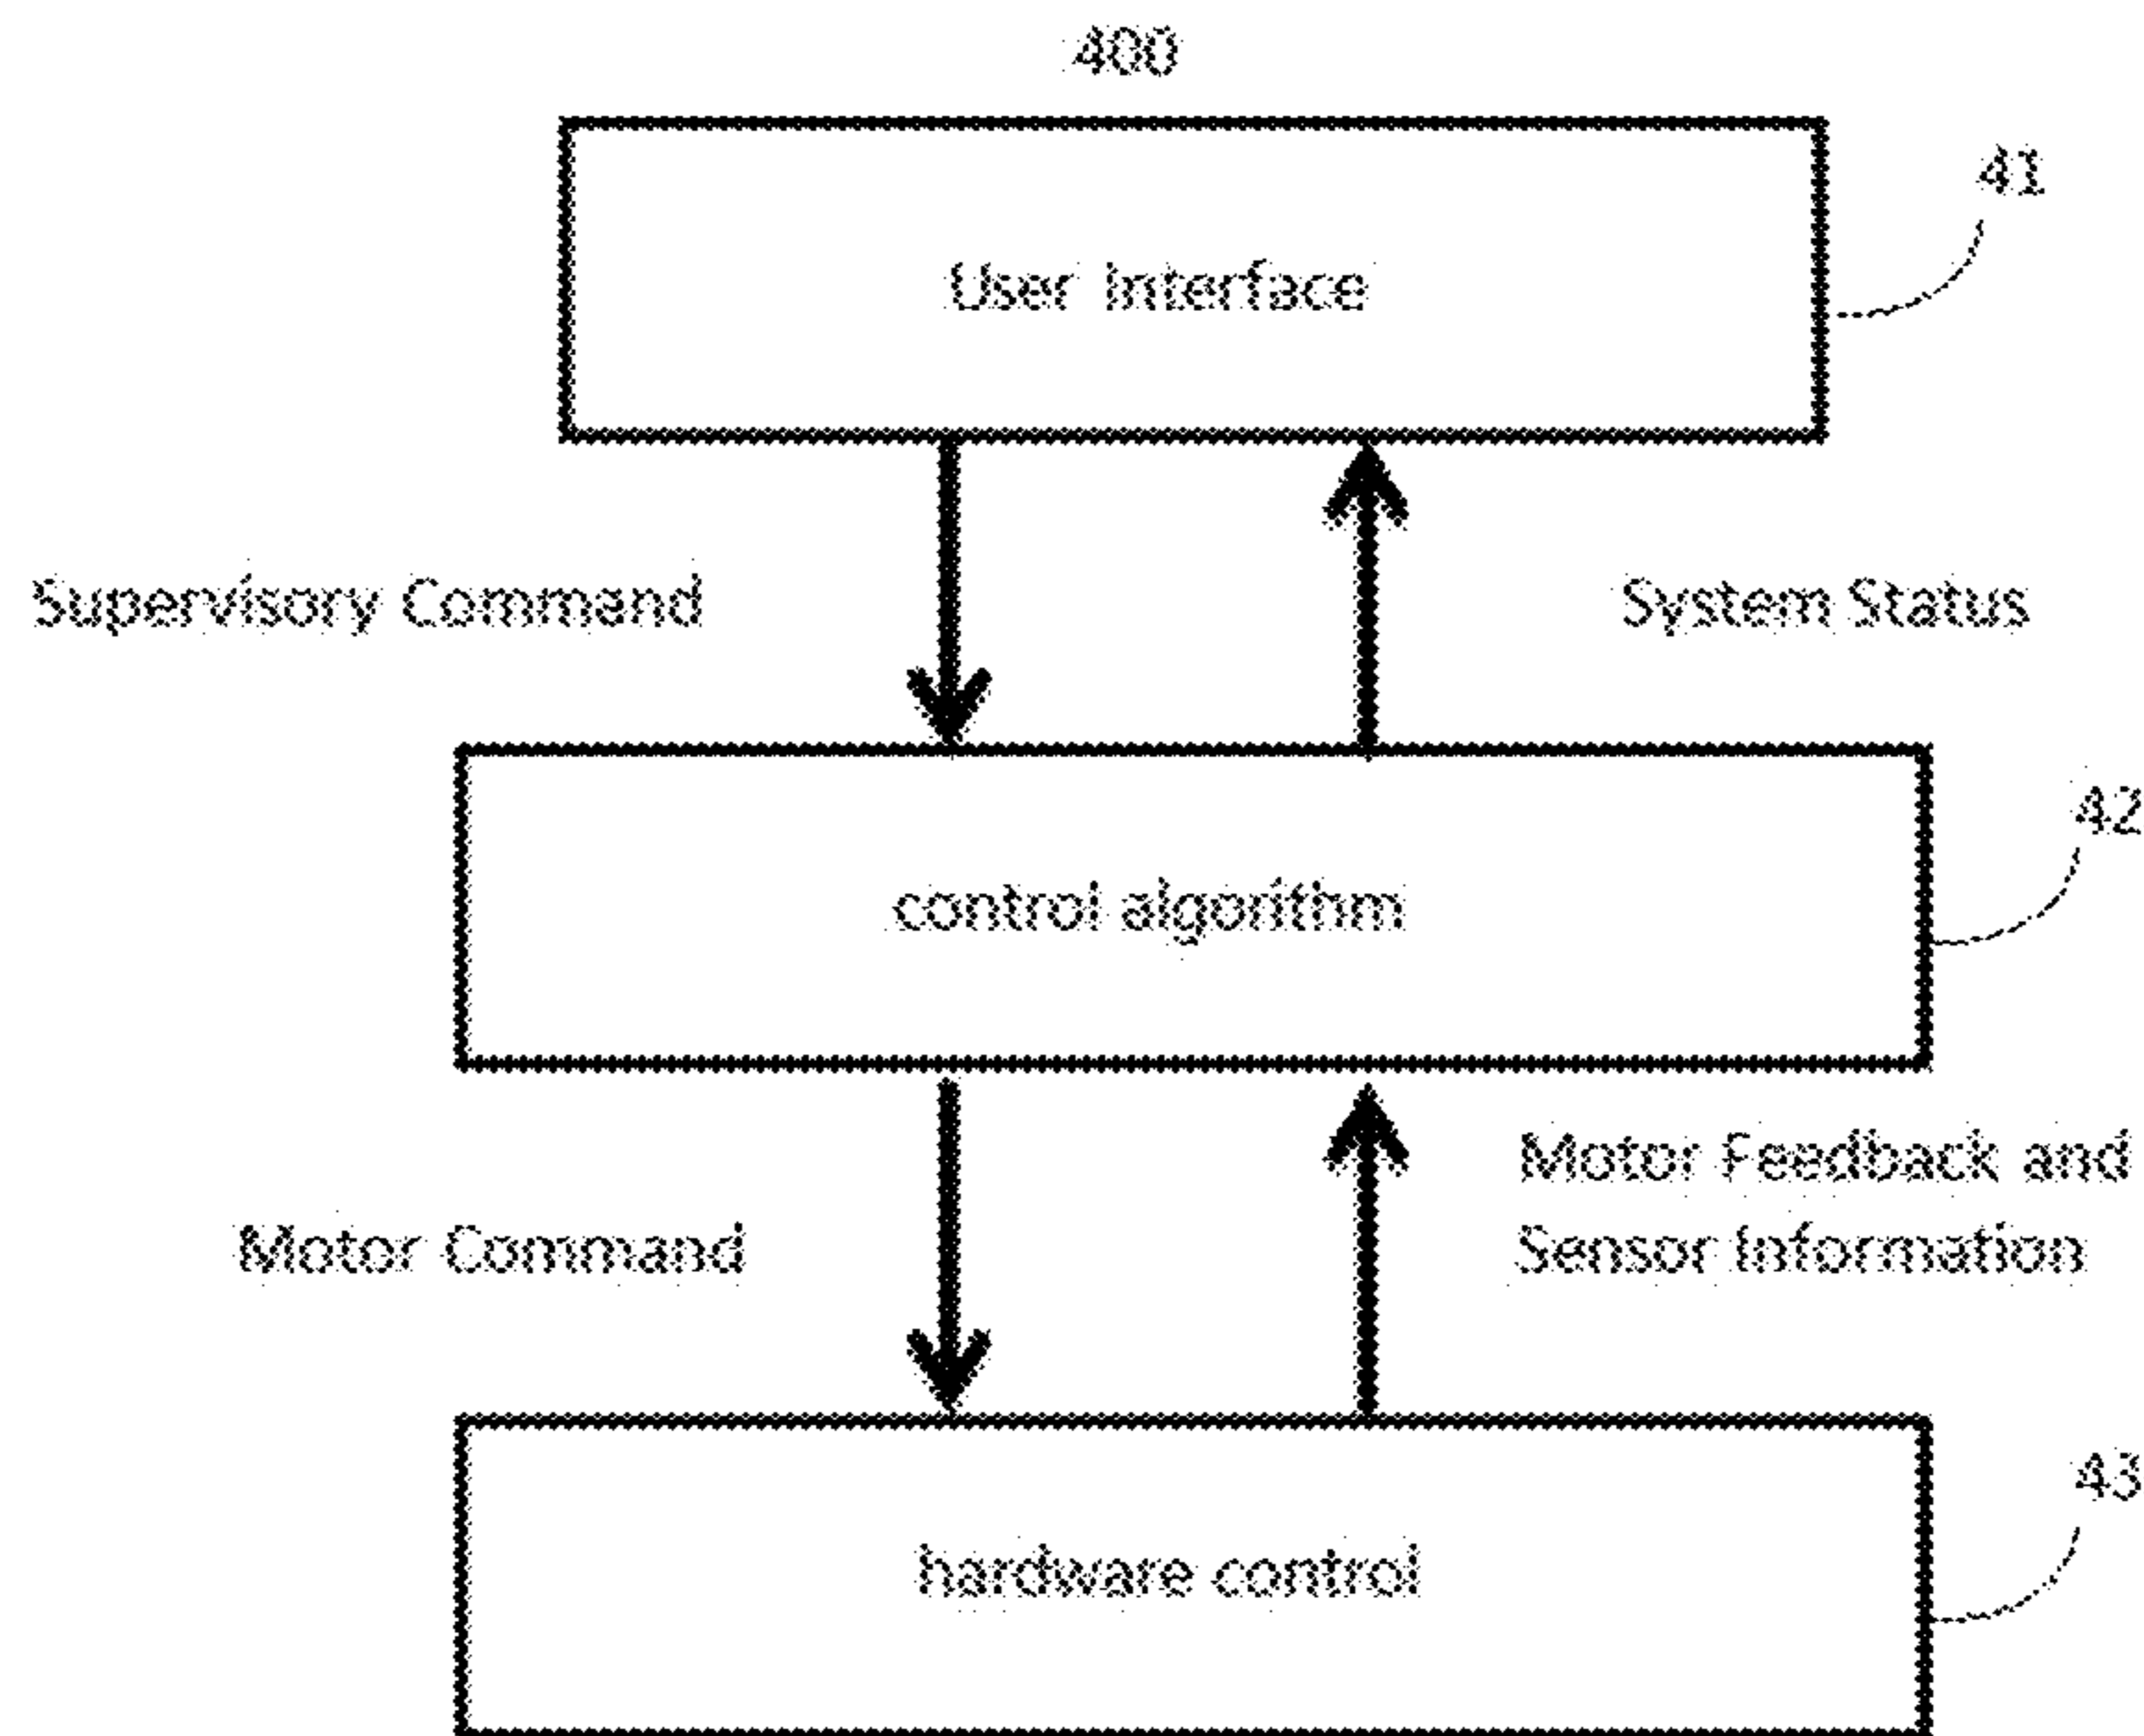 400
41
User Interface
Supervisory Command
System Status
42
control algorithm
Motor Feedback and
Motor Command
Sensor Information
43
hardware control